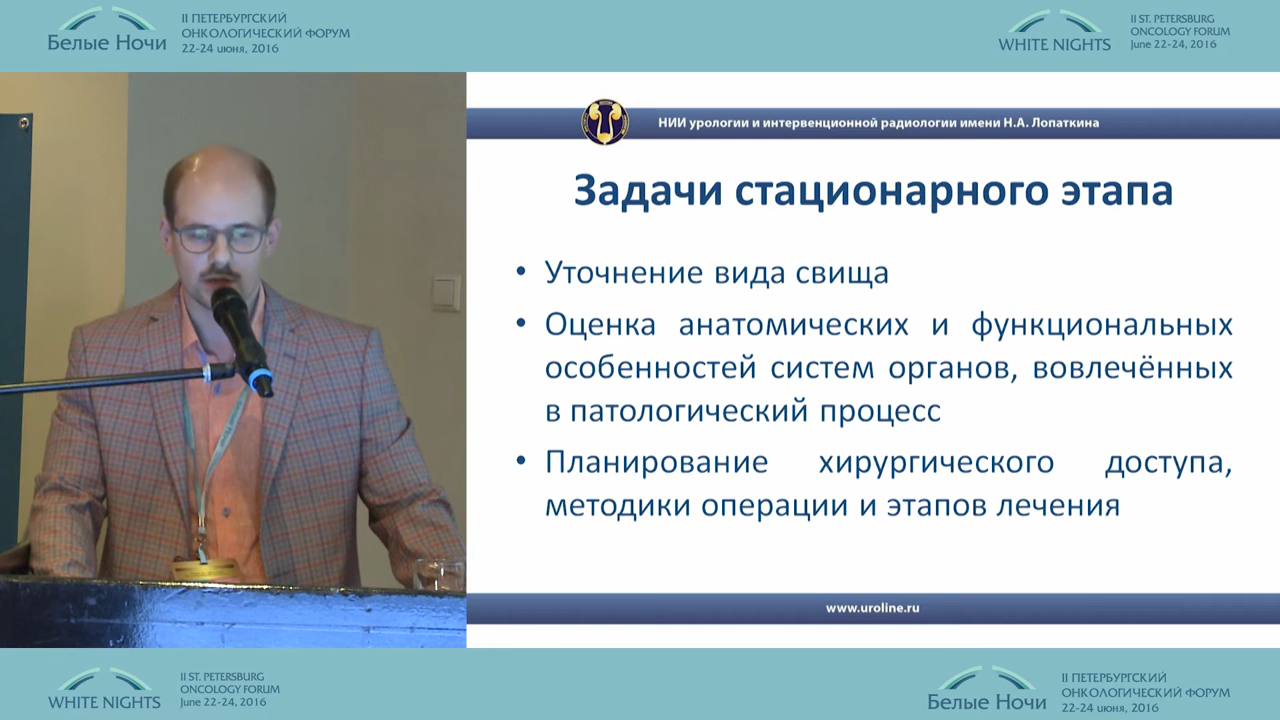 Белые Ночи
II ПЕТЕРБУРГСКИЙ
ОНКОЛОГИЧЕСКИЙ ФОРУМ
22-24 июня, 2016
WHITE NIGHTS
II ST. PETERSBURG
ONCOLOGY FORUM
June 22-24, 2016
НИИ урологии и интервенционной радиологии имени Н.А. Лопаткина
Задачи стационарного этапа
• Уточнение вида свища
• Оценка анатомических и функциональных
особенностей систем органов, вовлечённых
в патологический процесс
• Планирование хирургического доступа,
методики операции и этапов лечения
www.uroline.ru
WHITE NIGHTS
II ST. PETERSBURG
ONCOLOGY FORUM
June 22-24, 2016
Белые Ночи
II ПЕТЕРБУРГСКИЙ
ОНКОЛОГИЧЕСКИЙ ФОРУМ
22-24 июня, 2016